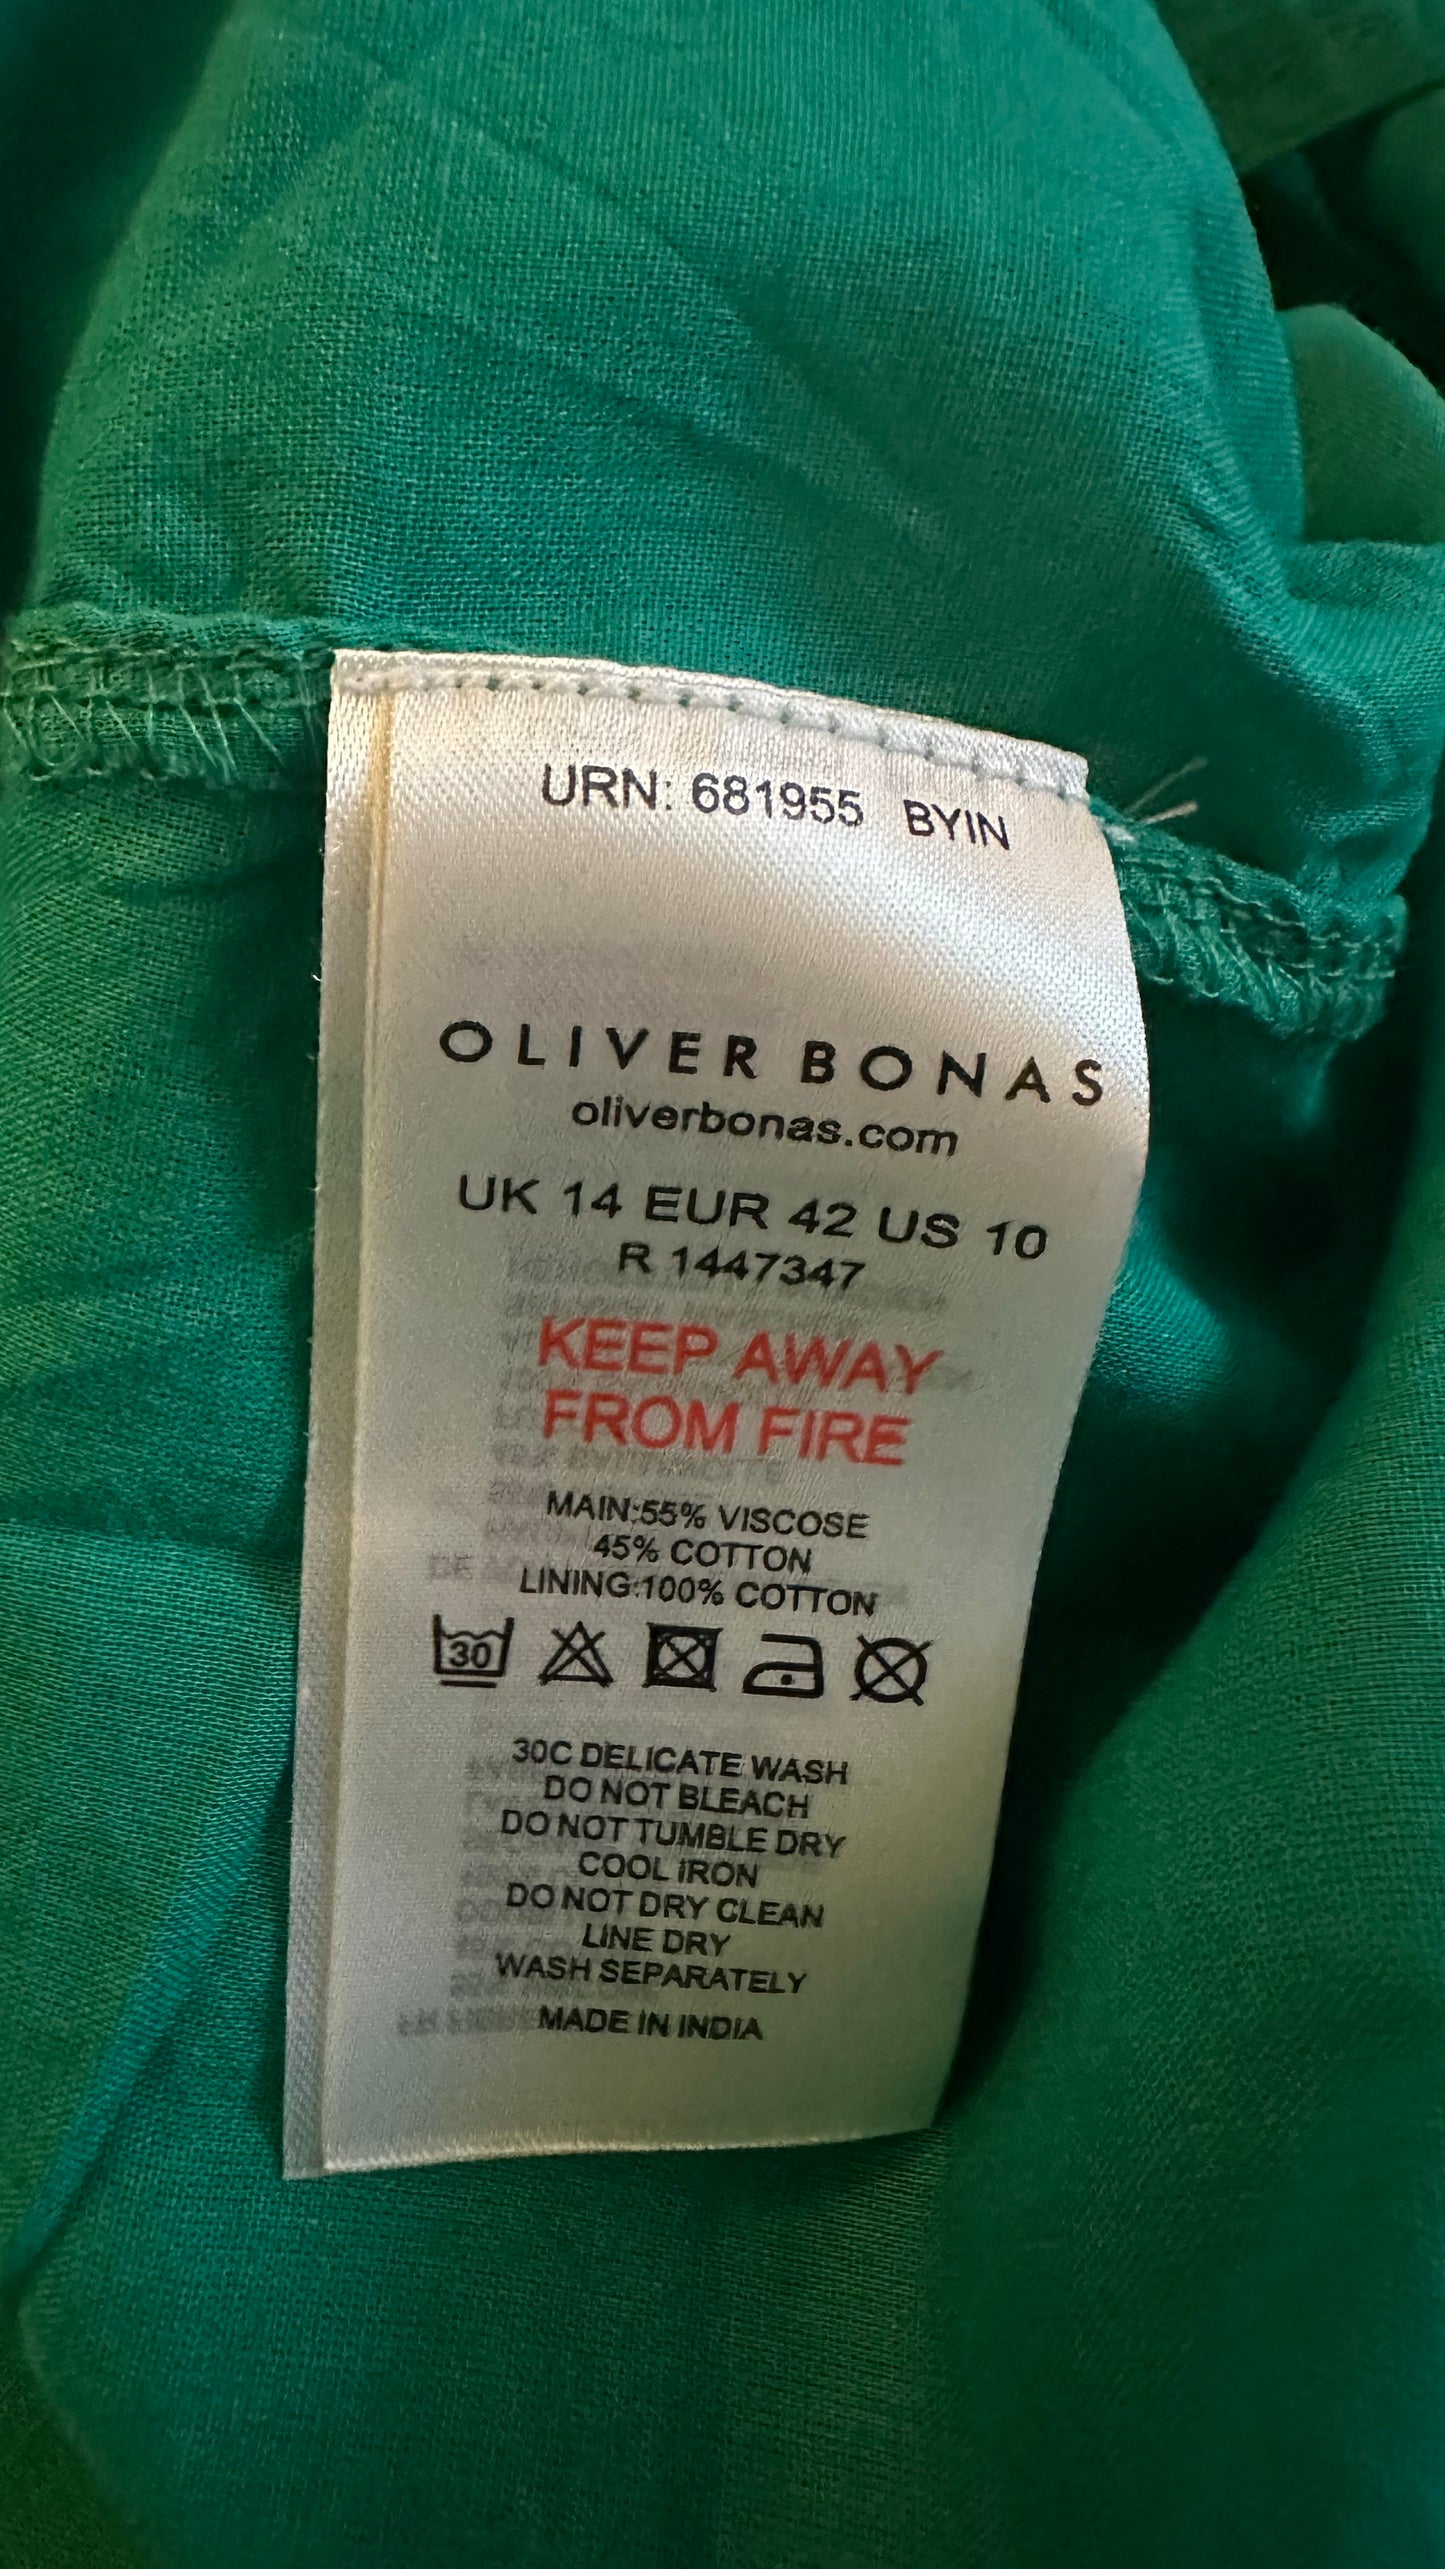 URN: 681955 BYIN
OLIVER BONAS
oliverbonas.com
UK 14 EUR 42 US 10
R 1447347
KEEP AWAY
FROM FIRE
MAIN:55% VISCOSE
45% COTTON
LINING:100% COTTON
30
30C DELICATE WASH
DO NOT BLEACH
DO NOT TUMBLE DRY
COOL IRON
DO NOT DRY CLEAN
LINE DRY
WASH SEPARATELY
MADE IN INDIA